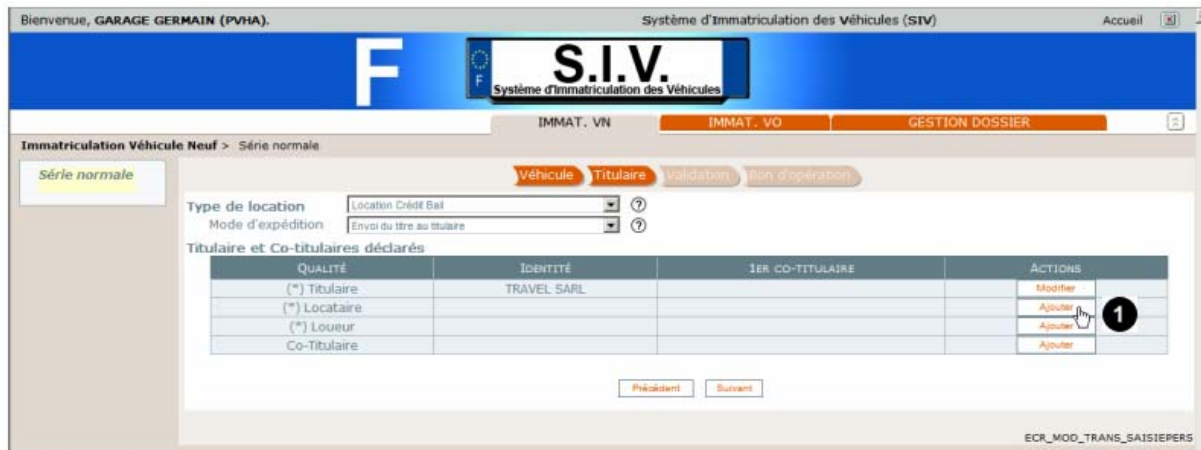 Bienvenue, GARAGE GERMAIN (PVHA). Système d'Immatriculation des Véhicules (SIV) Accueil
F
F S.I.V.
Système d'Immatriculation des Véhicules
IMMAT. VN IMMAT. VO GESTION DOSSIER
Immatriculation Véhicule Neuf > Série normale
Série normale
Véhicule Titulaire Validation Bon d'opération
Type de location Location Crédit Bail ?
Mode d'expédition Envoi du titre au titulaire ?
Titulaire et Co-titulaires déclarés
QUALITÉ IDENTITÉ 1ER CO-TITULAIRE ACTIONS
(*) Titulaire TRAVEL SARL Modifier
(*) Locataire Ajouter 1
(*) Loueur Ajouter
Co-Titulaire Ajouter
Précédent Suivant
ECR_MOD_TRANS_SAISIEPERS